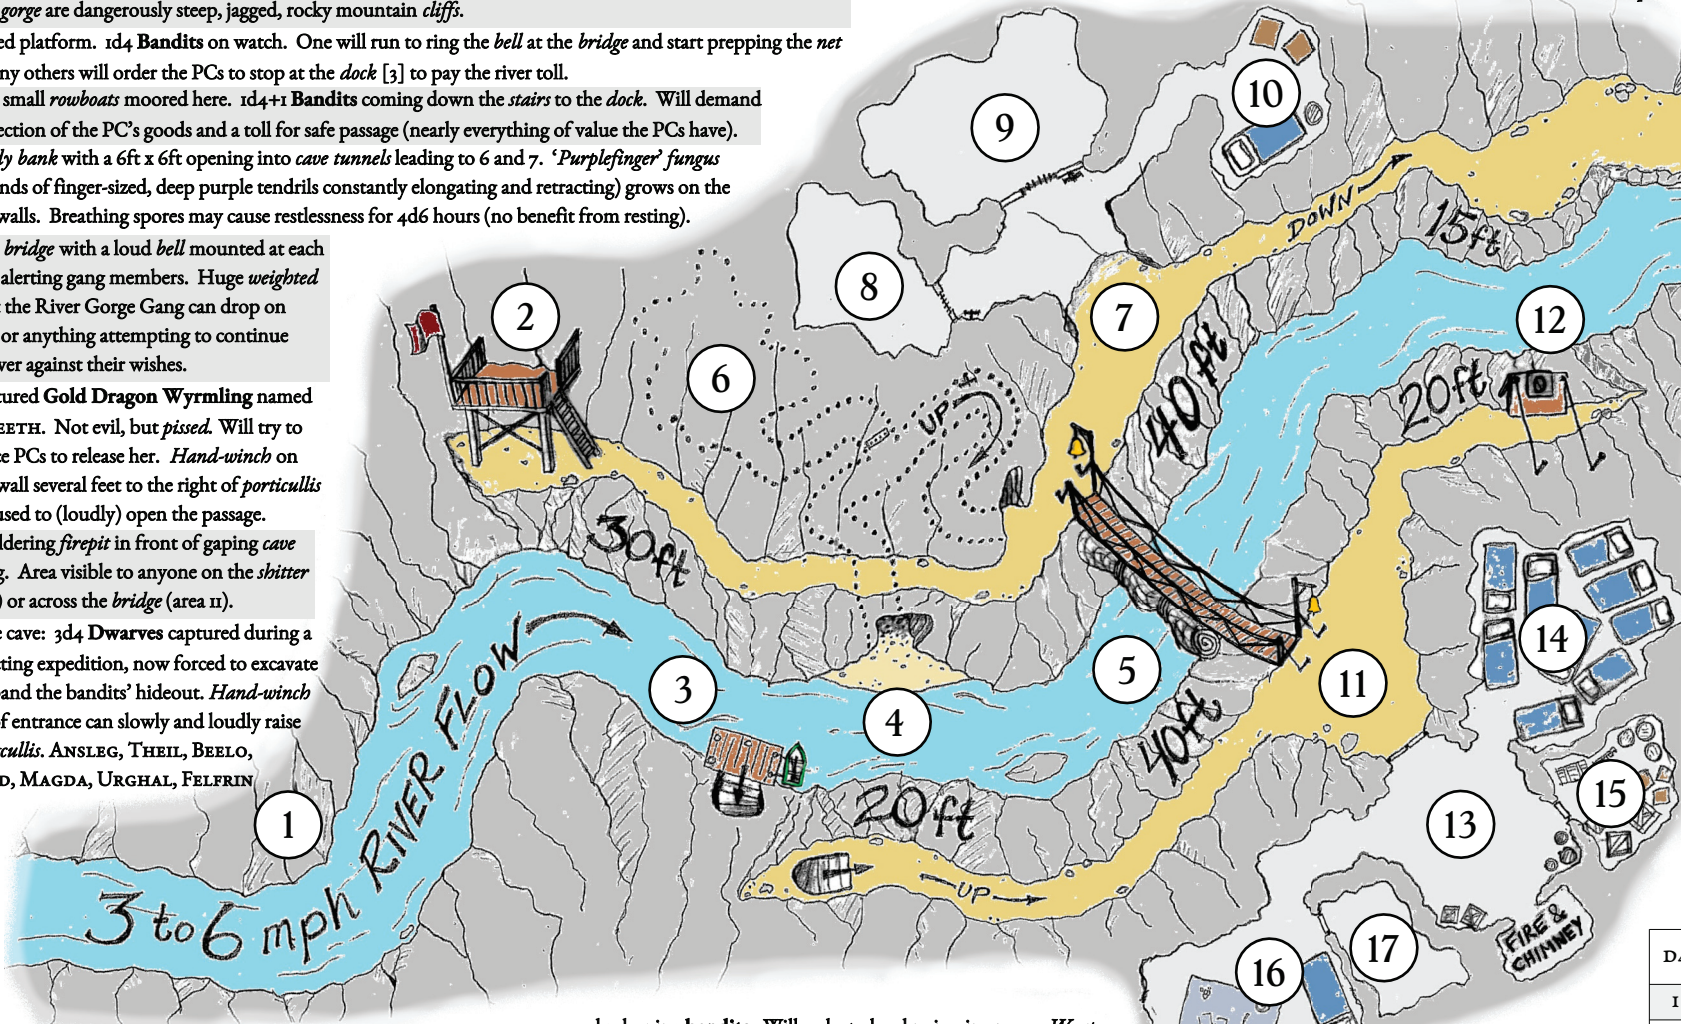 gorge are dangerously steep, jagged, rocky mountain cliffs.
ed platform. 1d4 Bandits on watch. One will run to ring the bell at the bridge and start prepping the net
ny others will order the PCs to stop at the dock [3] to pay the river toll.
small rowboats moored here. 1d4+1 Bandits coming down the stairs to the dock. Will demand
ection of the PC's goods and a toll for safe passage (nearly everything of value the PCs have).
ly bank with a 6ft x 6ft opening into cave tunnels leading to 6 and 7. 'Purplefinger' fungus
nds of finger-sized, deep purple tendrils constantly elongating and retracting) grows on the
walls. Breathing spores may cause restlessness for 4d6 hours (no benefit from resting).
bridge with a loud bell mounted at each
alerting gang members. Huge weighted
t the River Gorge Gang can drop on
or anything attempting to continue
ver against their wishes.
tured Gold Dragon Wyrmling named
EETH. Not evil, but pissed. Will try to
ce PCs to release her. Hand-winch on
wall several feet to the right of porticullis
used to (loudly) open the passage.
ldering firepit in front of gaping cave
g. Area visible to anyone on the shitter
) or across the bridge (area 11).
e cave: 3d4 Dwarves captured during a
ting expedition, now forced to excavate
and the bandits' hideout. Hand-winch
of entrance can slowly and loudly raise
cullis. ANSLEG, THEIL, BEELO,
D, MAGDA, URGHAL, FELFRIN
1
2
3
4
5
6
7
8
9
10
11
12
13
14
15
16
17
3 to 6 mph RIVER FLOW
30ft
UP
40ft
DOWN
15ft
20ft
40ft
20ft
UP
FIRE &
CHIMNEY
D4
1